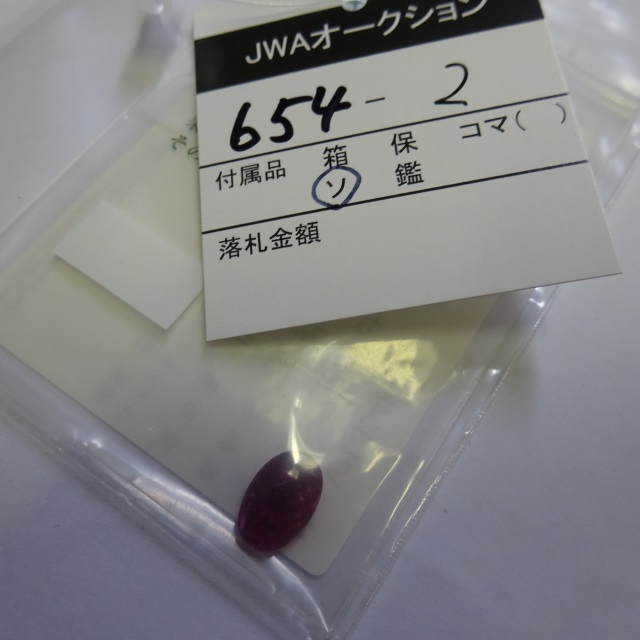 JWAオークション
654-2
付属品 箱 保 コマ( )
ソ 鑑
落札金額